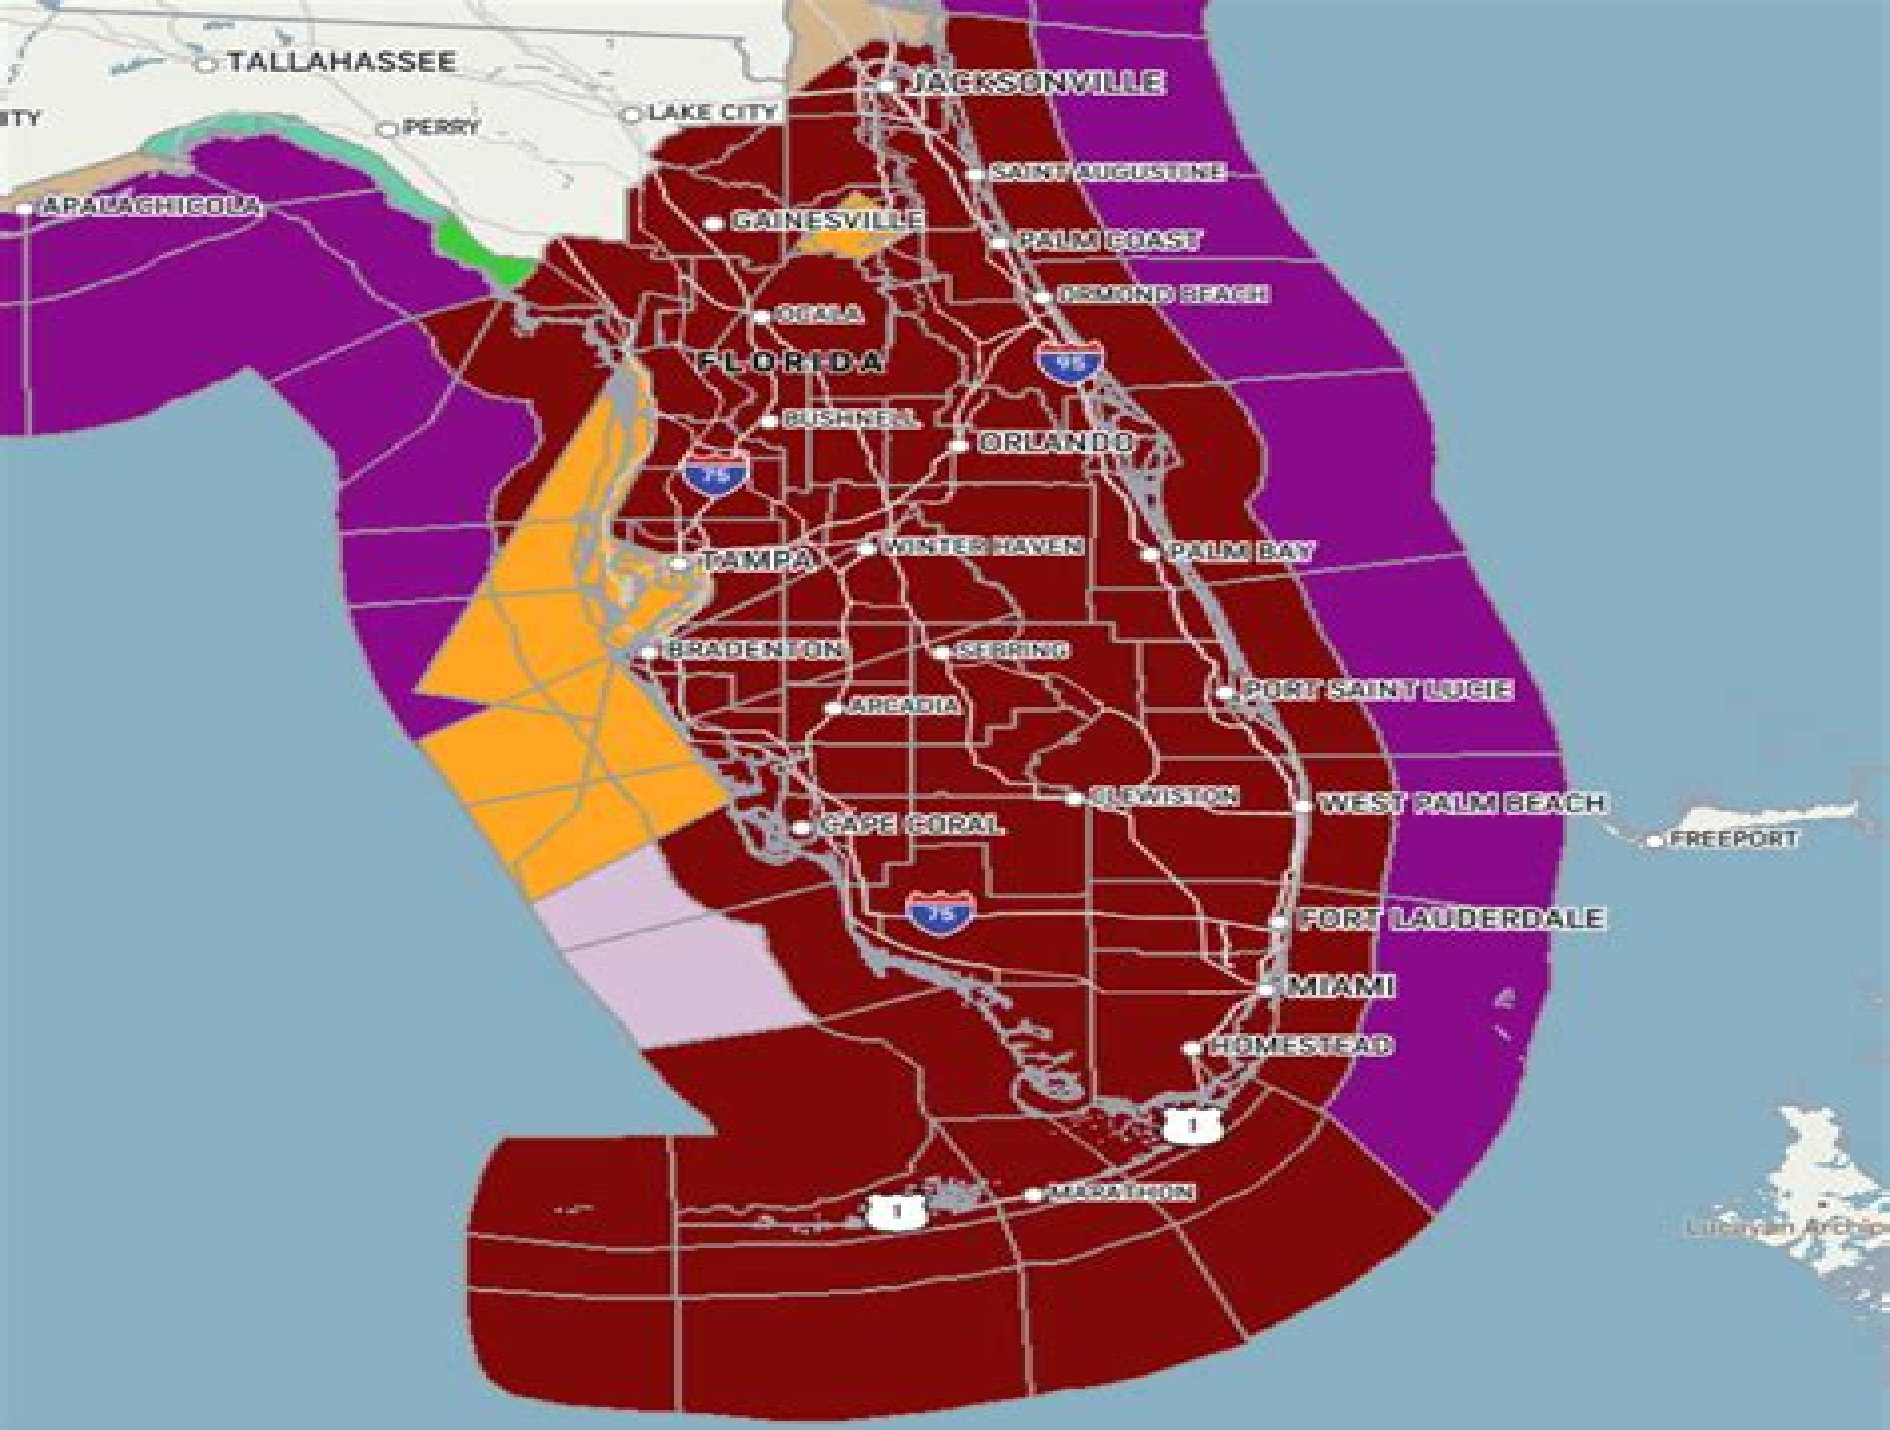 TALLAHASSEE
JACKSONVILLE
LAKE CITY
PERRY
ITY
SAINT AUGUSTINE
APALACHICOLA
GAINESVILLE
PALM COAST
ORMOND BEACH
OCALA
FLORIDA
95
BUSHNELL
ORLANDO
75
TAMPA
WINTER HAVEN
PALM BAY
BRADENTON
SEBRING
PORT SAINT LUCIE
ARCADIA
CLEWISTON
WEST PALM BEACH
CAPE CORAL
FREEPORT
75
FORT LAUDERDALE
MIAMI
HOMESTEAD
1
MARATHON
1
Lucayan Archip